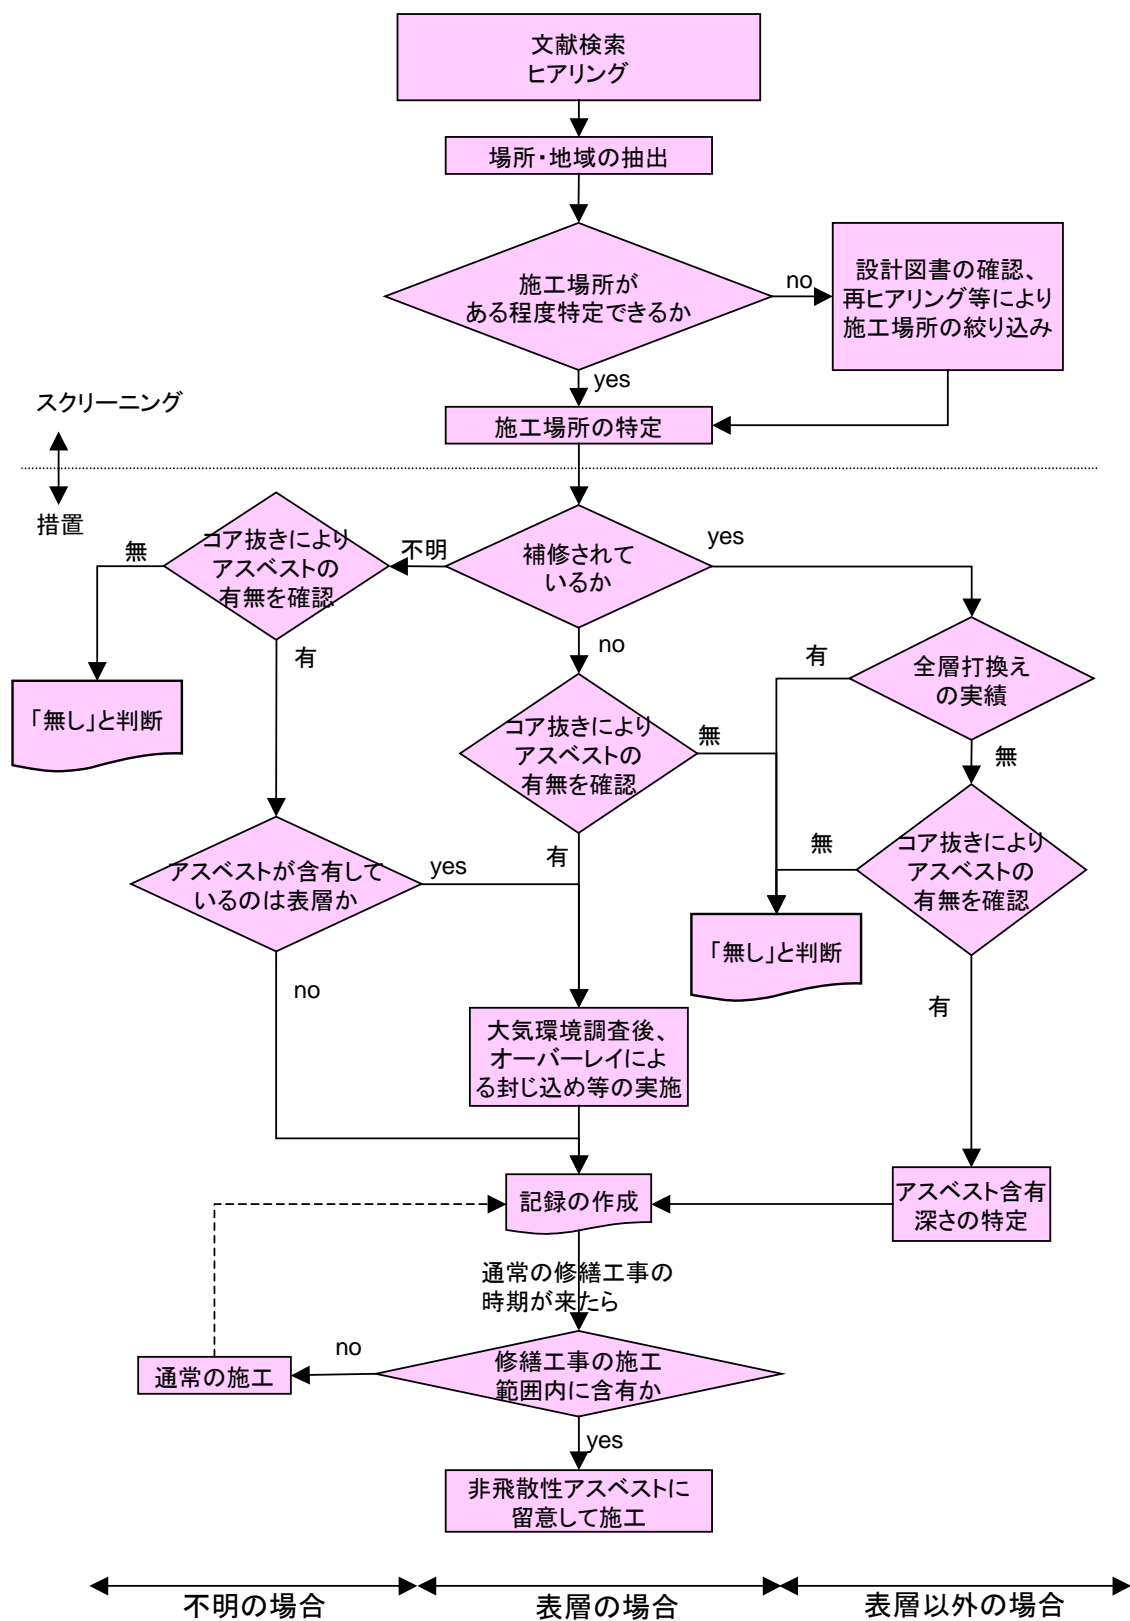 文献検索
ヒアリング
場所・地域の抽出
施工場所が
ある程度特定できるか
no
設計図書の確認、
再ヒアリング等により
施工場所の絞り込み
yes
施工場所の特定
スクリーニング
措置
補修されて
いるか
不明
yes
no
コア抜きにより
アスベストの
有無を確認
無
有
「無し」と判断
全層打換え
の実績
有
無
コア抜きにより
アスベストの
有無を確認
無
有
コア抜きにより
アスベストの
有無を確認
無
有
「無し」と判断
アスベストが含有して
いるのは表層か
yes
no
大気環境調査後、
オーバーレイによ
る封じ込め等の実施
アスベスト含有
深さの特定
記録の作成
通常の修繕工事の
時期が来たら
修繕工事の施工
範囲内に含有か
no
通常の施工
yes
非飛散性アスベストに
留意して施工
不明の場合
表層の場合
表層以外の場合